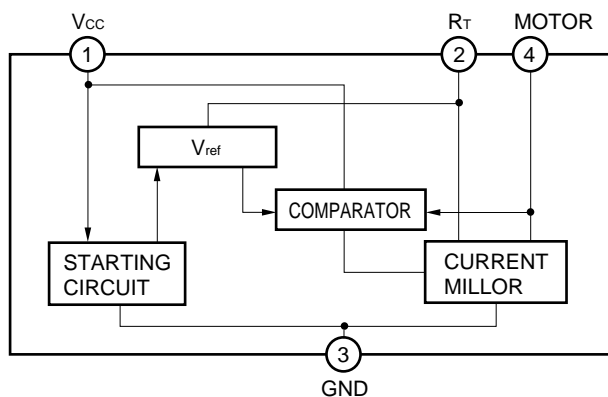 VCC RT MOTOR
1 2 4
Vref
COMPARATOR
STARTING
CIRCUIT
CURRENT
MILLOR
3
GND